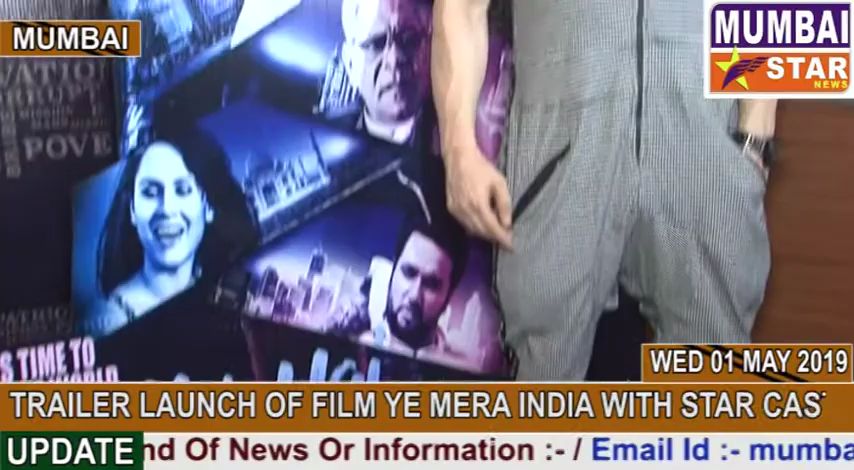 MUMBAI
MUMBAI
STAR
NEWS
POVE
S TIME TO
WED 01 MAY 2019
TRAILER LAUNCH OF FILM YE MERA INDIA WITH STAR CAS
UPDATE nd Of News Or Information :- / Email Id :- mumba